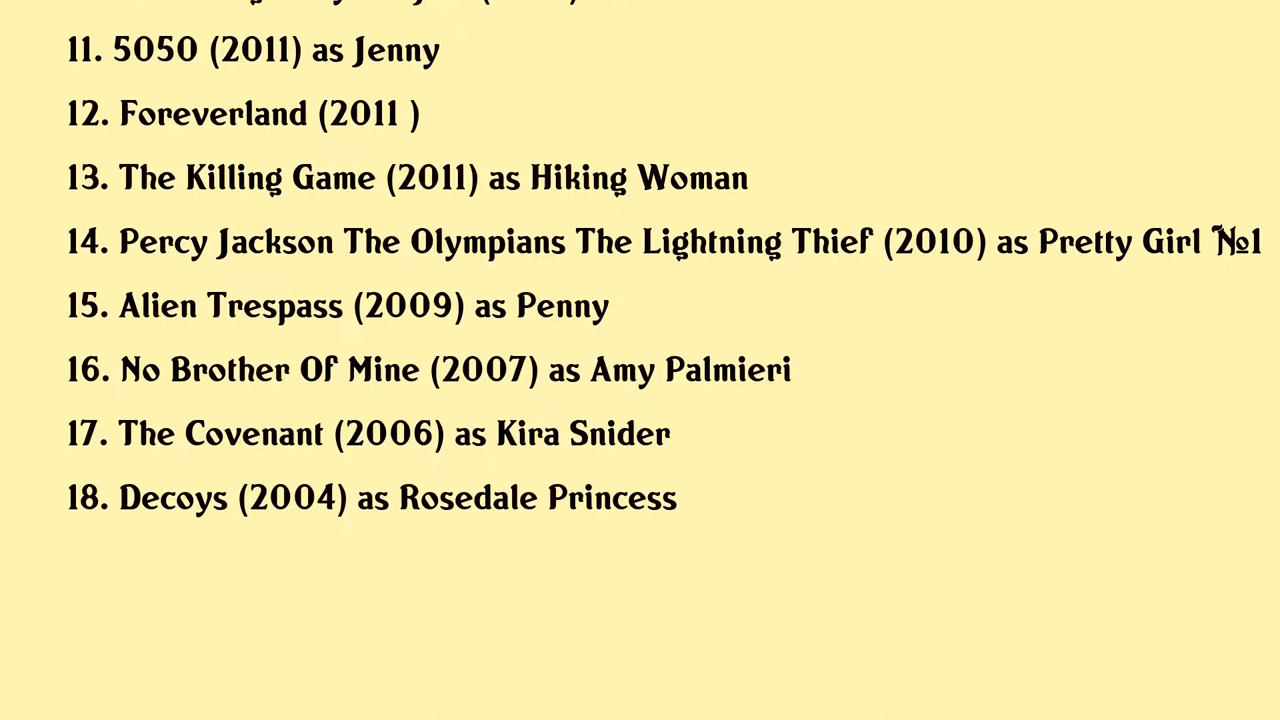 11. 5050 (2011) as Jenny
12. Foreverland (2011 )
13. The Killing Game (2011) as Hiking Woman
14. Percy Jackson The Olympians The Lightning Thief (2010) as Pretty Girl №1
15. Alien Trespass (2009) as Penny
16. No Brother Of Mine (2007) as Amy Palmieri
17. The Covenant (2006) as Kira Snider
18. Decoys (2004) as Rosedale Princess